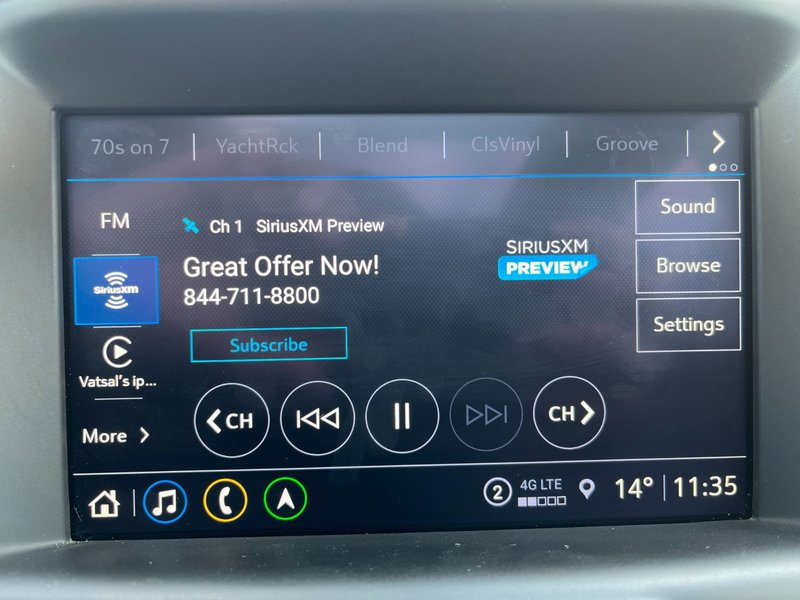 70s on 7
YachtRck
Blend
ClsVinyl
Groove
FM
Ch 1 SiriusXM Preview
SIRIUSXM
PREVIEW
Sound
Great Offer Now!
844-711-8800
Browse
SiriusXM
Subscribe
Settings
Vatsal's ip...
CH
CH
More
2
4G LTE
14°
11:35